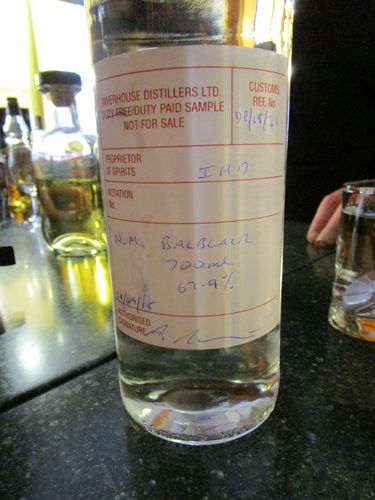 INVERHOUSE DISTILLERS LTD.
DUTY FREE/DUTY PAID SAMPLE
NOT FOR SALE
CUSTOMS
REF. No.
PROPRIETOR
OF SPIRITS
IHD
ROTATION
No
N.M. BALBLAIR
700ml
67.9%
AUTHORISED
SIGNATURE